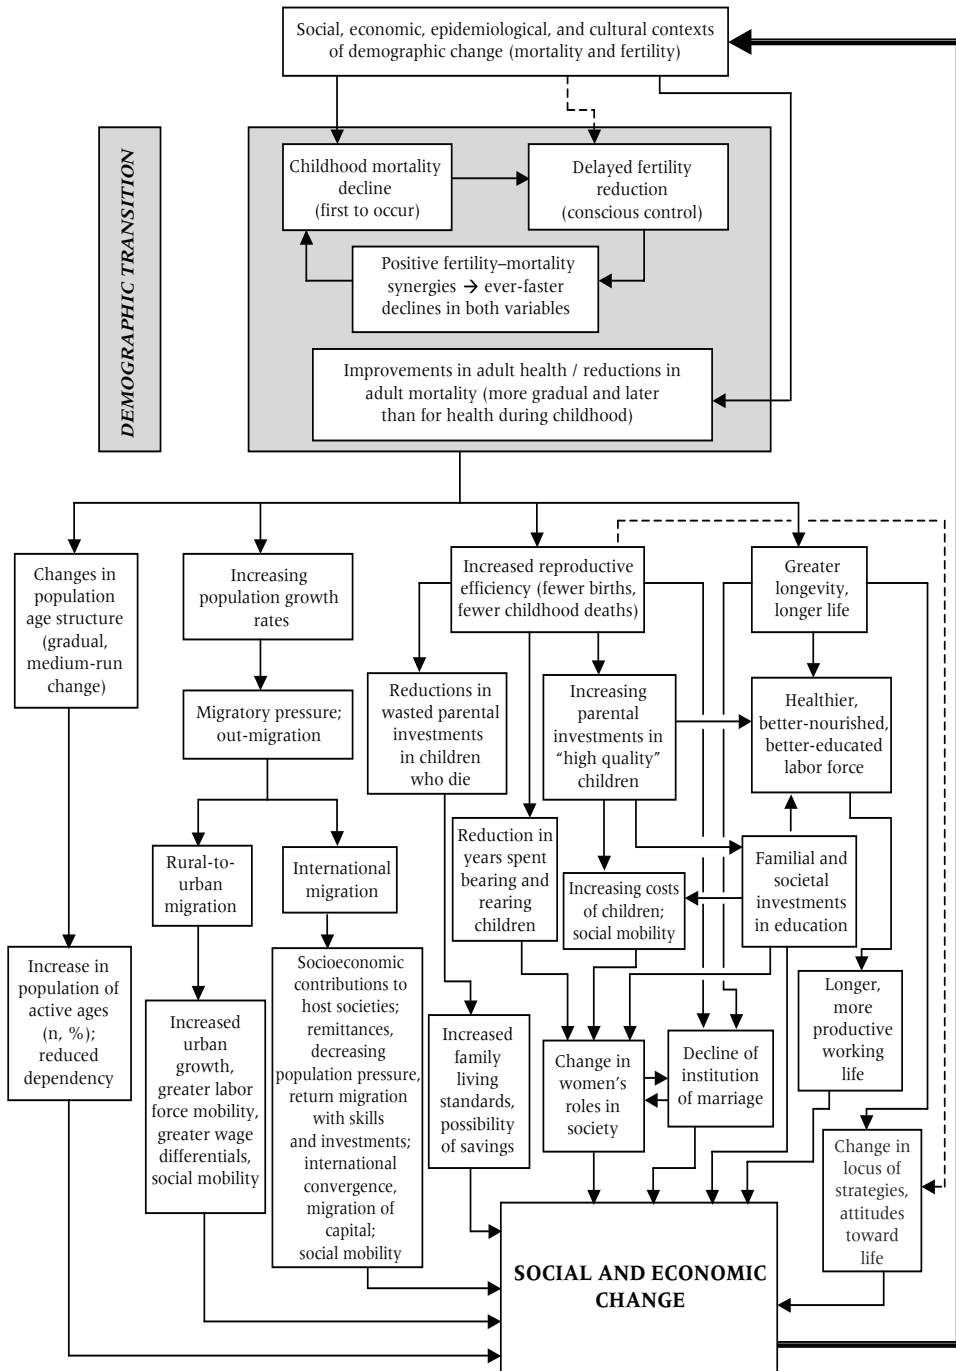 Social, economic, epidemiological, and cultural contexts
of demographic change (mortality and fertility)
DEMOGRAPHIC TRANSITION
Childhood mortality
decline
(first to occur)
Delayed fertility
reduction
(conscious control)
Positive fertility–mortality
synergies → ever-faster
declines in both variables
Improvements in adult health / reductions in
adult mortality (more gradual and later
than for health during childhood)
Changes in
population
age structure
(gradual,
medium-run
change)
Increasing
population growth
rates
Increased reproductive
efficiency (fewer births,
fewer childhood deaths)
Greater
longevity,
longer life
Migratory pressure;
out-migration
Reductions in
wasted parental
investments
in children
who die
Increasing
parental
investments in
“high quality”
children
Healthier,
better-nourished,
better-educated
labor force
Rural-to-
urban
migration
International
migration
Reduction in
years spent
bearing and
rearing
children
Increasing costs
of children;
social mobility
Familial and
societal
investments
in education
Increase in
population of
active ages
(n, %);
reduced
dependency
Increased
urban
growth,
greater labor
force mobility,
greater wage
differentials,
social mobility
Socioeconomic
contributions to
host societies;
remittances,
decreasing
population pressure,
return migration
with skills
and investments;
international
convergence,
migration of
capital;
social mobility
Increased
family
living
standards,
possibility
of savings
Change in
women's
roles in
society
Decline of
institution
of marriage
Longer,
more
productive
working
life
Change in
locus of
strategies,
attitudes
toward
life
SOCIAL AND ECONOMIC
CHANGE